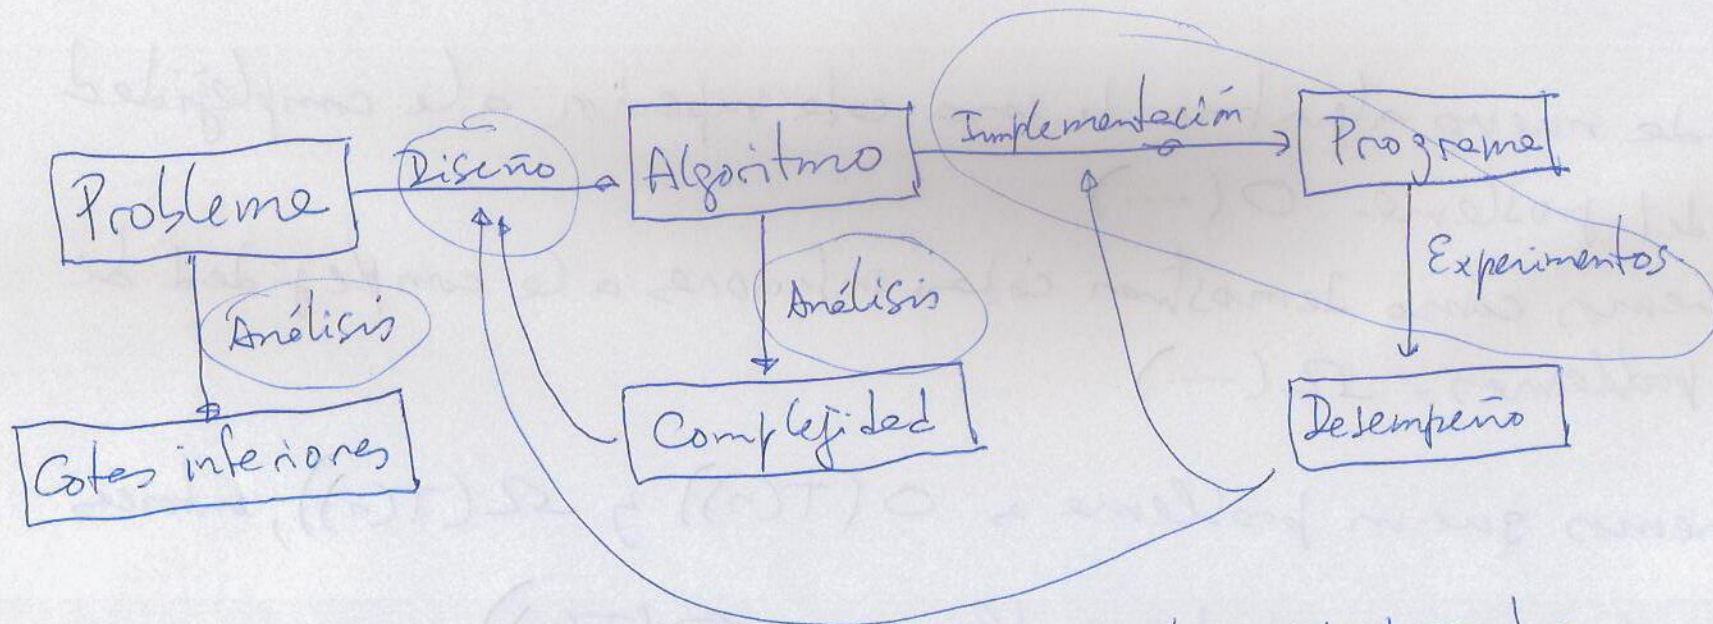 Problema
Diseño
Algoritmo
Implementación
Programa
Análisis
Análisis
Experimentos
Cotas inferiores
Complejidad
Desempeño